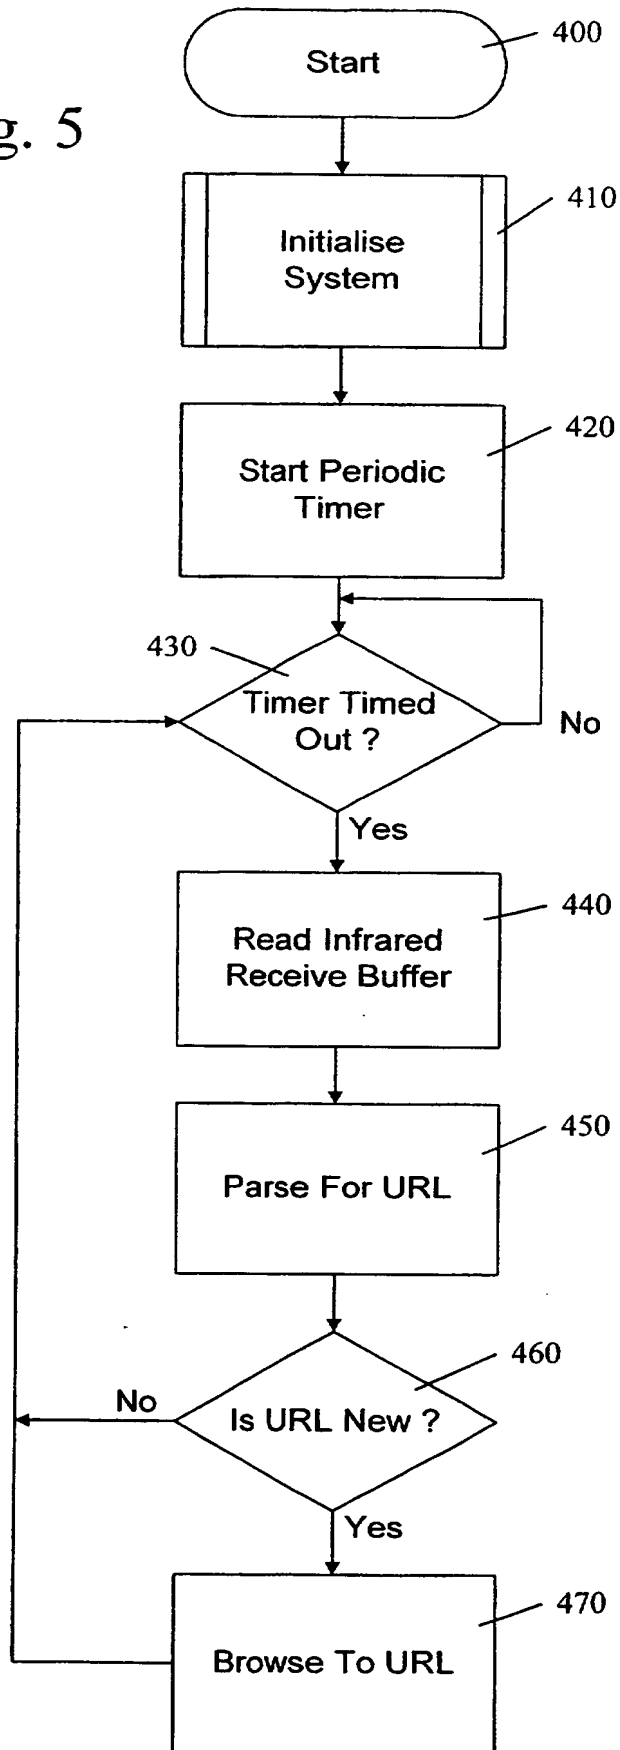 Start
400
g. 5
Initialise
System
410
Start Periodic
Timer
420
430
Timer Timed
Out ?
No
Yes
Read Infrared
Receive Buffer
440
Parse For URL
450
460
No
Is URL New ?
Yes
Browse To URL
470